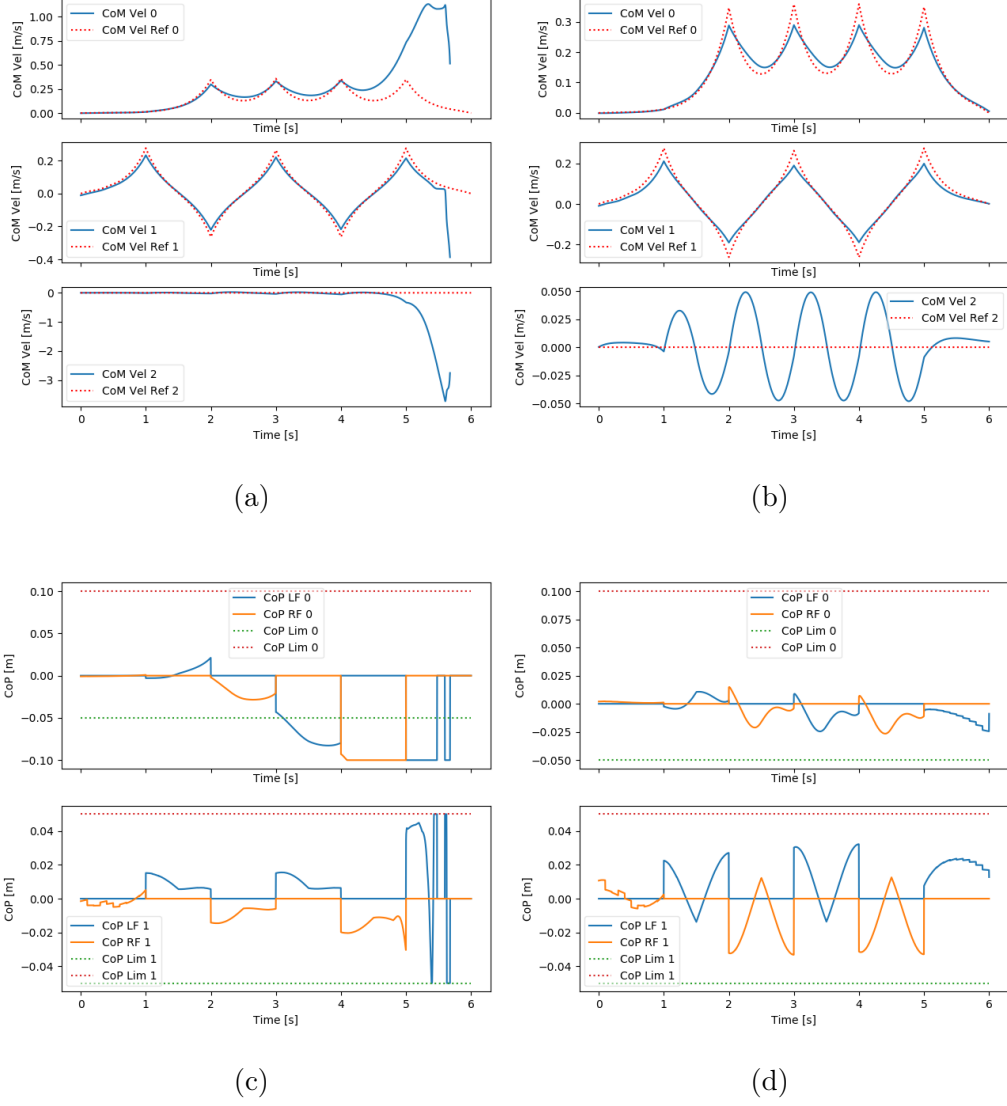 1.00
0.75
0.50
0.25
0.00
CoM Vel [m/s]
CoM Vel 0
CoM Vel Ref 0
Time [s]
0.2
0.0
−0.2
−0.4
CoM Vel [m/s]
CoM Vel 1
CoM Vel Ref 1
Time [s]
0
−1
−2
−3
CoM Vel [m/s]
CoM Vel 2
CoM Vel Ref 2
0 1 2 3 4 5 6
Time [s]
(a)
0.3
0.2
0.1
0.0
CoM Vel [m/s]
CoM Vel 0
CoM Vel Ref 0
Time [s]
0.2
0.0
−0.2
CoM Vel [m/s]
CoM Vel 1
CoM Vel Ref 1
Time [s]
0.050
0.025
0.000
−0.025
−0.050
CoM Vel [m/s]
CoM Vel 2
CoM Vel Ref 2
0 1 2 3 4 5 6
Time [s]
(b)
0.10
0.05
0.00
−0.05
−0.10
CoP [m]
CoP LF 0
CoP RF 0
CoP Lim 0
CoP Lim 0
Time [s]
0.04
0.02
0.00
−0.02
−0.04
CoP [m]
CoP LF 1
CoP RF 1
CoP Lim 1
CoP Lim 1
0 1 2 3 4 5 6
Time [s]
(c)
0.100
0.075
0.050
0.025
0.000
−0.025
−0.050
CoP [m]
CoP LF 0
CoP RF 0
CoP Lim 0
CoP Lim 0
Time [s]
0.04
0.02
0.00
−0.02
−0.04
CoP [m]
CoP LF 1
CoP RF 1
CoP Lim 1
CoP Lim 1
0 1 2 3 4 5 6
Time [s]
(d)